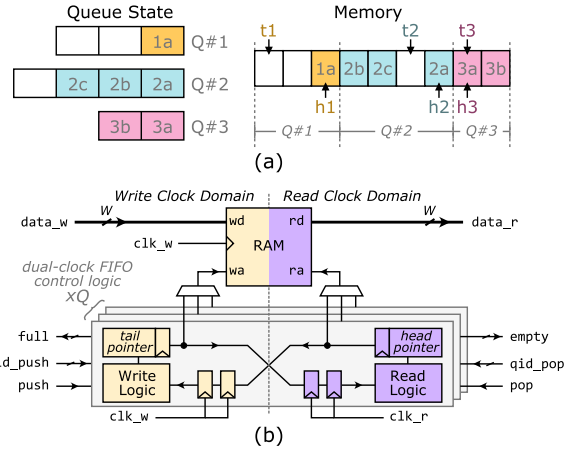 Queue State
Memory
1a Q#1
2c 2b 2a Q#2
3b 3a Q#3
t1 t2 t3
1a 2b 2c 2a 3a 3b
h1 h2 h3
Q#1 Q#2 Q#3
(a)
Write Clock Domain Read Clock Domain
data_w W wd rd W data_r
clk_w RAM
wa ra
dual-clock FIFO
control logic
xQ
full tail pointer head pointer empty
id_push qid_pop
push Write Logic Read Logic pop
clk_w clk_r
(b)